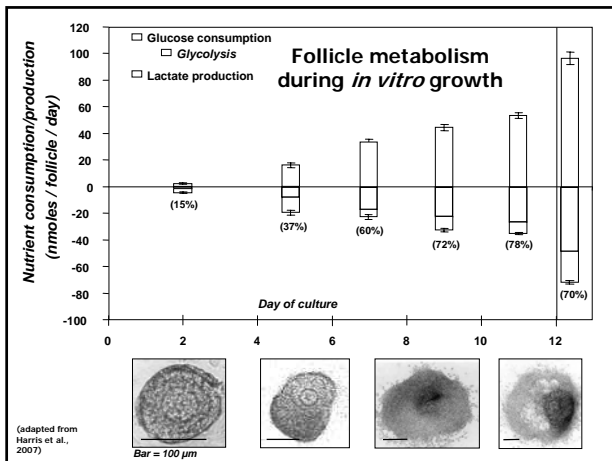 Follicle metabolism
during in vitro growth
Glucose consumption
Glycolysis
Lactate production
Nutrient consumption/production
(nmoles / follicle / day)
120
100
80
60
40
20
0
-20
-40
-60
-80
-100
(15%)
(37%)
(60%)
(72%)
(78%)
(70%)
Day of culture
0 2 4 6 8 10 12
(adapted from
Harris et al.,
2007)
Bar = 100 µm